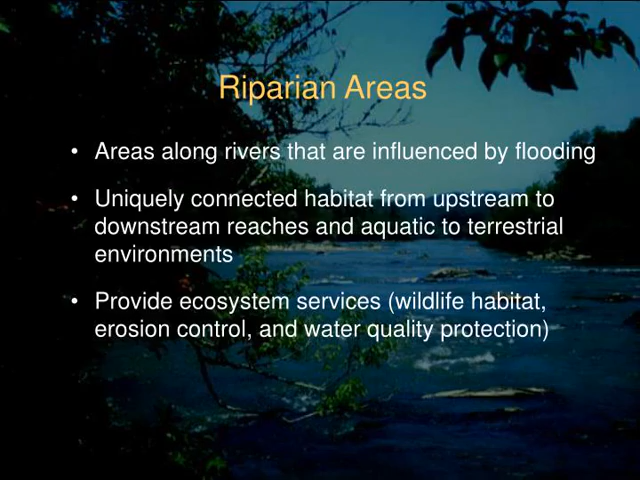 Riparian Areas
• Areas along rivers that are influenced by flooding
• Uniquely connected habitat from upstream to
downstream reaches and aquatic to terrestrial
environments
• Provide ecosystem services (wildlife habitat,
erosion control, and water quality protection)